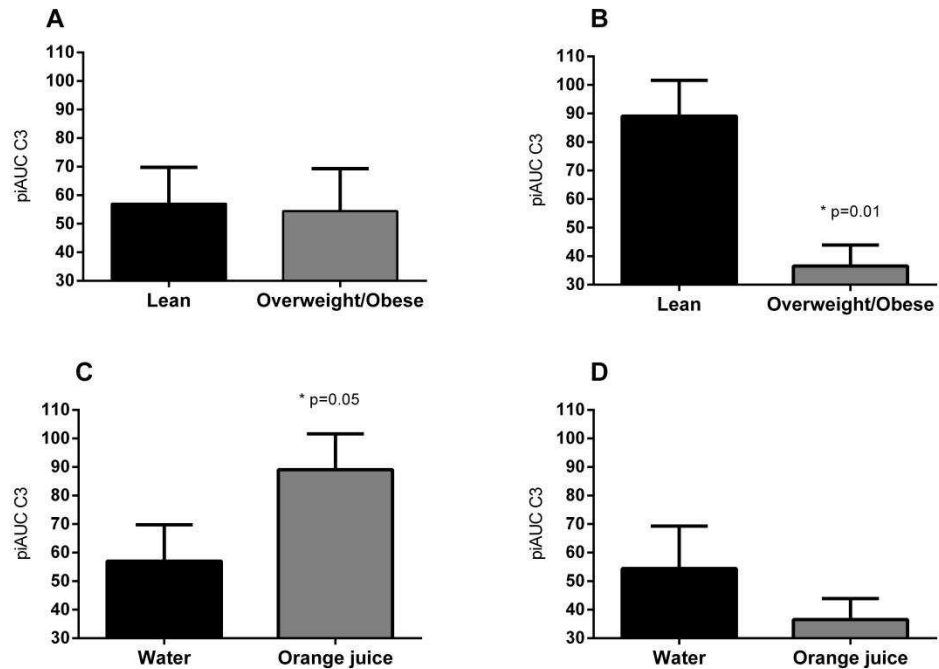 A
piAUC C3
110
100
90
80
70
60
50
40
30
Lean Overweight/Obese
B
piAUC C3
110
100
90
80
70
60
50
40
30
* p=0.01
Lean Overweight/Obese
C
piAUC C3
110
100
90
80
70
60
50
40
30
* p=0.05
Water Orange juice
D
piAUC C3
110
100
90
80
70
60
50
40
30
Water Orange juice